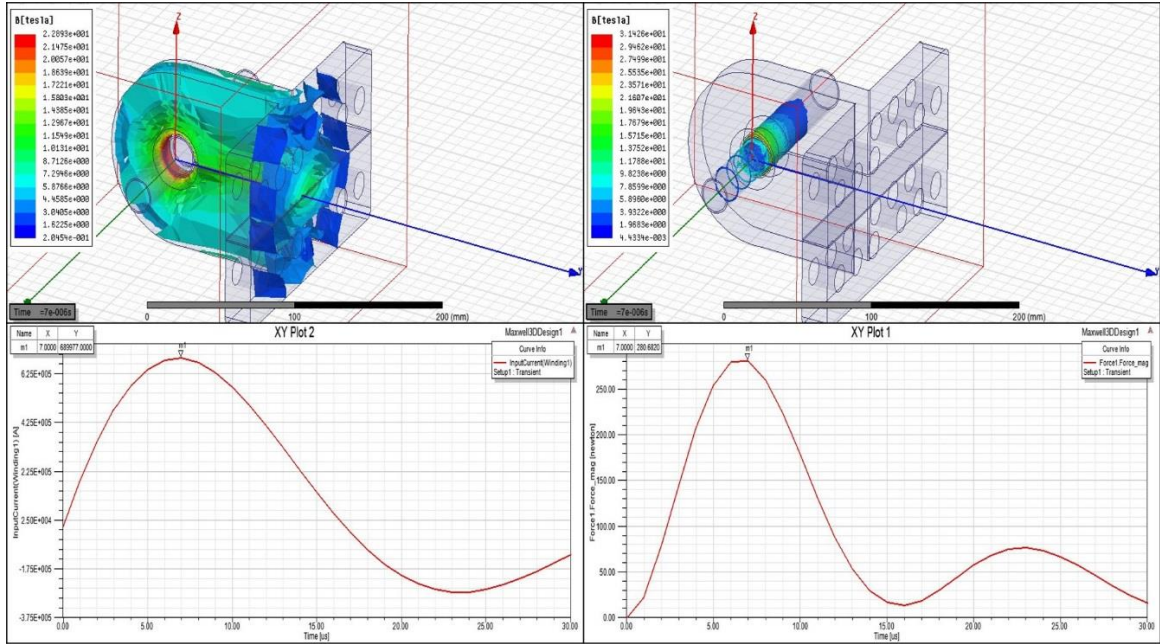 B[tesla]
2.2893e+001
2.1475e+001
2.0057e+001
1.8639e+001
1.7221e+001
1.5803e+001
1.4385e+001
1.2967e+001
1.1549e+001
1.0131e+001
8.7126e+000
7.2946e+000
5.8766e+000
4.4585e+000
3.0405e+000
1.6225e+000
2.0454e-001
Z
Y
Time =7e-006s
0 100 200 (mm)
B[tesla]
3.1426e+001
2.9462e+001
2.7499e+001
2.5535e+001
2.3571e+001
2.1607e+001
1.9643e+001
1.7679e+001
1.5715e+001
1.3752e+001
1.1788e+001
9.8239e+000
7.8599e+000
5.8960e+000
3.9322e+000
1.9683e+000
4.4334e-003
Z
Y
Time =7e-006s
0 100 200 (mm)
XY Plot 2
Maxwell3DDesign1
Name X Y
m1 7.0000 689977.0000
m1
Curve Info
InputCurrent(Winding1)
Setup1 : Transient
InputCurrent(Winding1) [A]
6.25E+005
4.25E+005
2.25E+005
2.50E+004
-1.75E+005
-3.75E+005
0.00 5.00 10.00 15.00 20.00 25.00 30.00
Time [us]
XY Plot 1
Maxwell3DDesign1
Name X Y
m1 7.0000 280.6820
m1
Curve Info
Force1.Force_mag
Setup1 : Transient
Force1.Force_mag [newton]
250.00
200.00
150.00
100.00
50.00
0.00
0.00 5.00 10.00 15.00 20.00 25.00 30.00
Time [us]